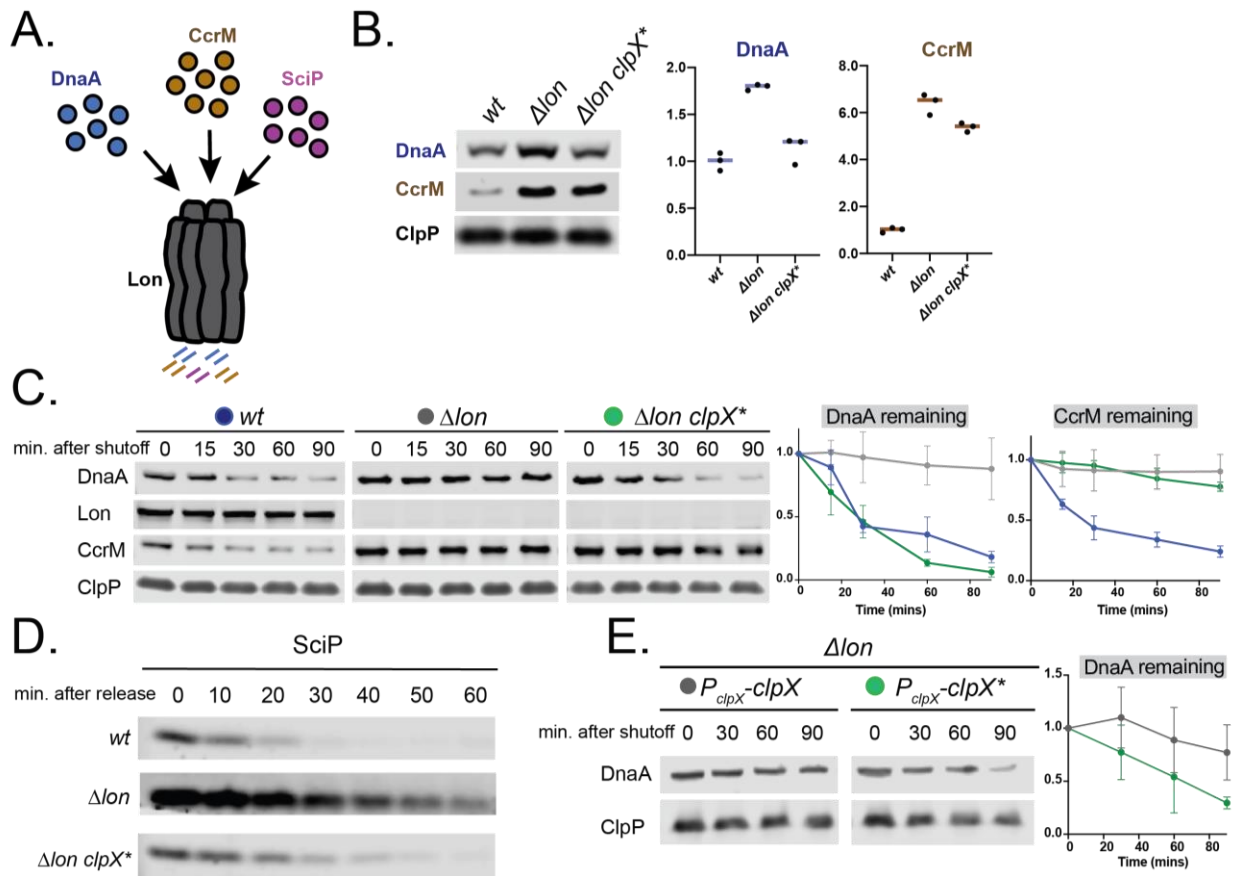 A.
DnaA
CcrM
SciP
Lon
B.
wt
Δlon
Δlon clpX*
DnaA
CcrM
ClpP
DnaA
2.0
1.5
1.0
0.5
0.0
wt
Δlon
Δlon clpX*
CcrM
8.0
6.0
4.0
2.0
0.0
wt
Δlon
Δlon clpX*
C.
wt
Δlon
Δlon clpX*
min. after shutoff 0 15 30 60 90 0 15 30 60 90 0 15 30 60 90
DnaA
Lon
CcrM
ClpP
DnaA remaining
1.0
0.5
0.0
0 20 40 60 80
Time (mins)
CcrM remaining
1.0
0.5
0.0
0 20 40 60 80
Time (mins)
D.
SciP
min. after release 0 10 20 30 40 50 60
wt
Δlon
Δlon clpX*
E.
Δlon
PclpX-clpX
PclpX-clpX*
min. after shutoff 0 30 60 90 0 30 60 90
DnaA
ClpP
DnaA remaining
1.5
1.0
0.5
0.0
0 20 40 60 80
Time (mins)